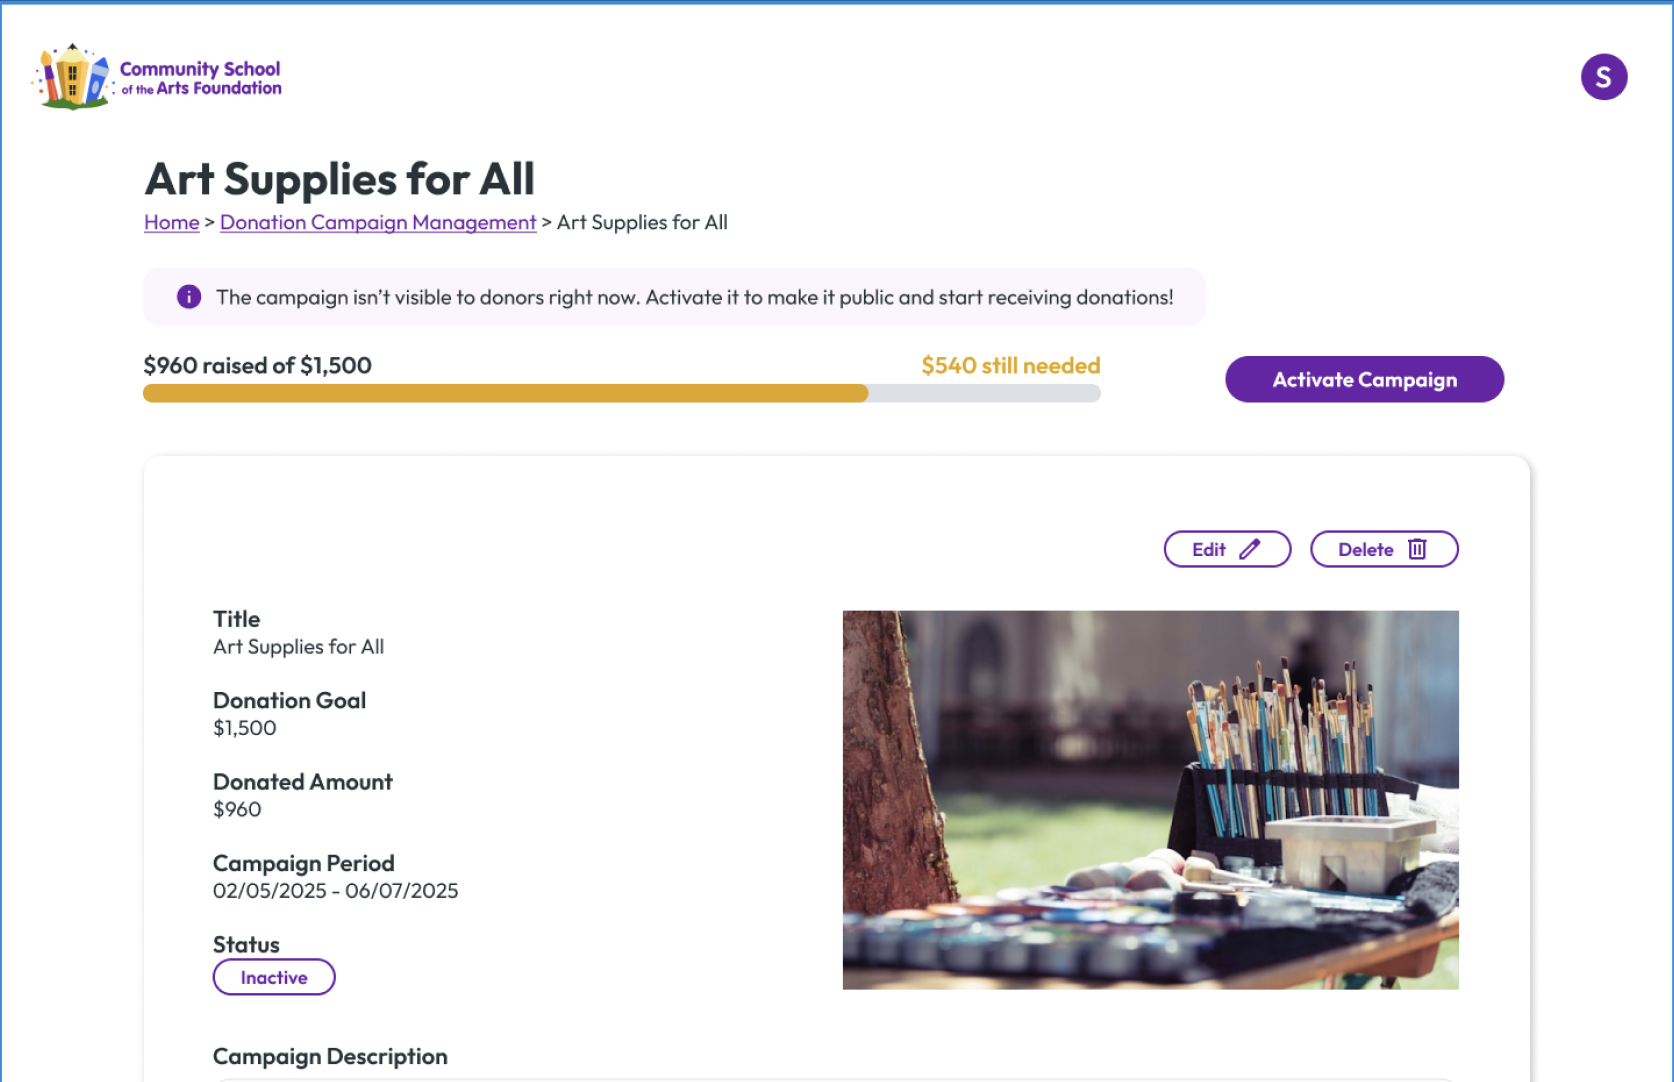 Community School
of the Arts Foundation
S
Art Supplies for All
Home > Donation Campaign Management > Art Supplies for All
The campaign isn’t visible to donors right now. Activate it to make it public and start receiving donations!
$960 raised of $1,500
$540 still needed
Activate Campaign
Edit
Delete
Title
Art Supplies for All
Donation Goal
$1,500
Donated Amount
$960
Campaign Period
02/05/2025 - 06/07/2025
Status
Inactive
Campaign Description